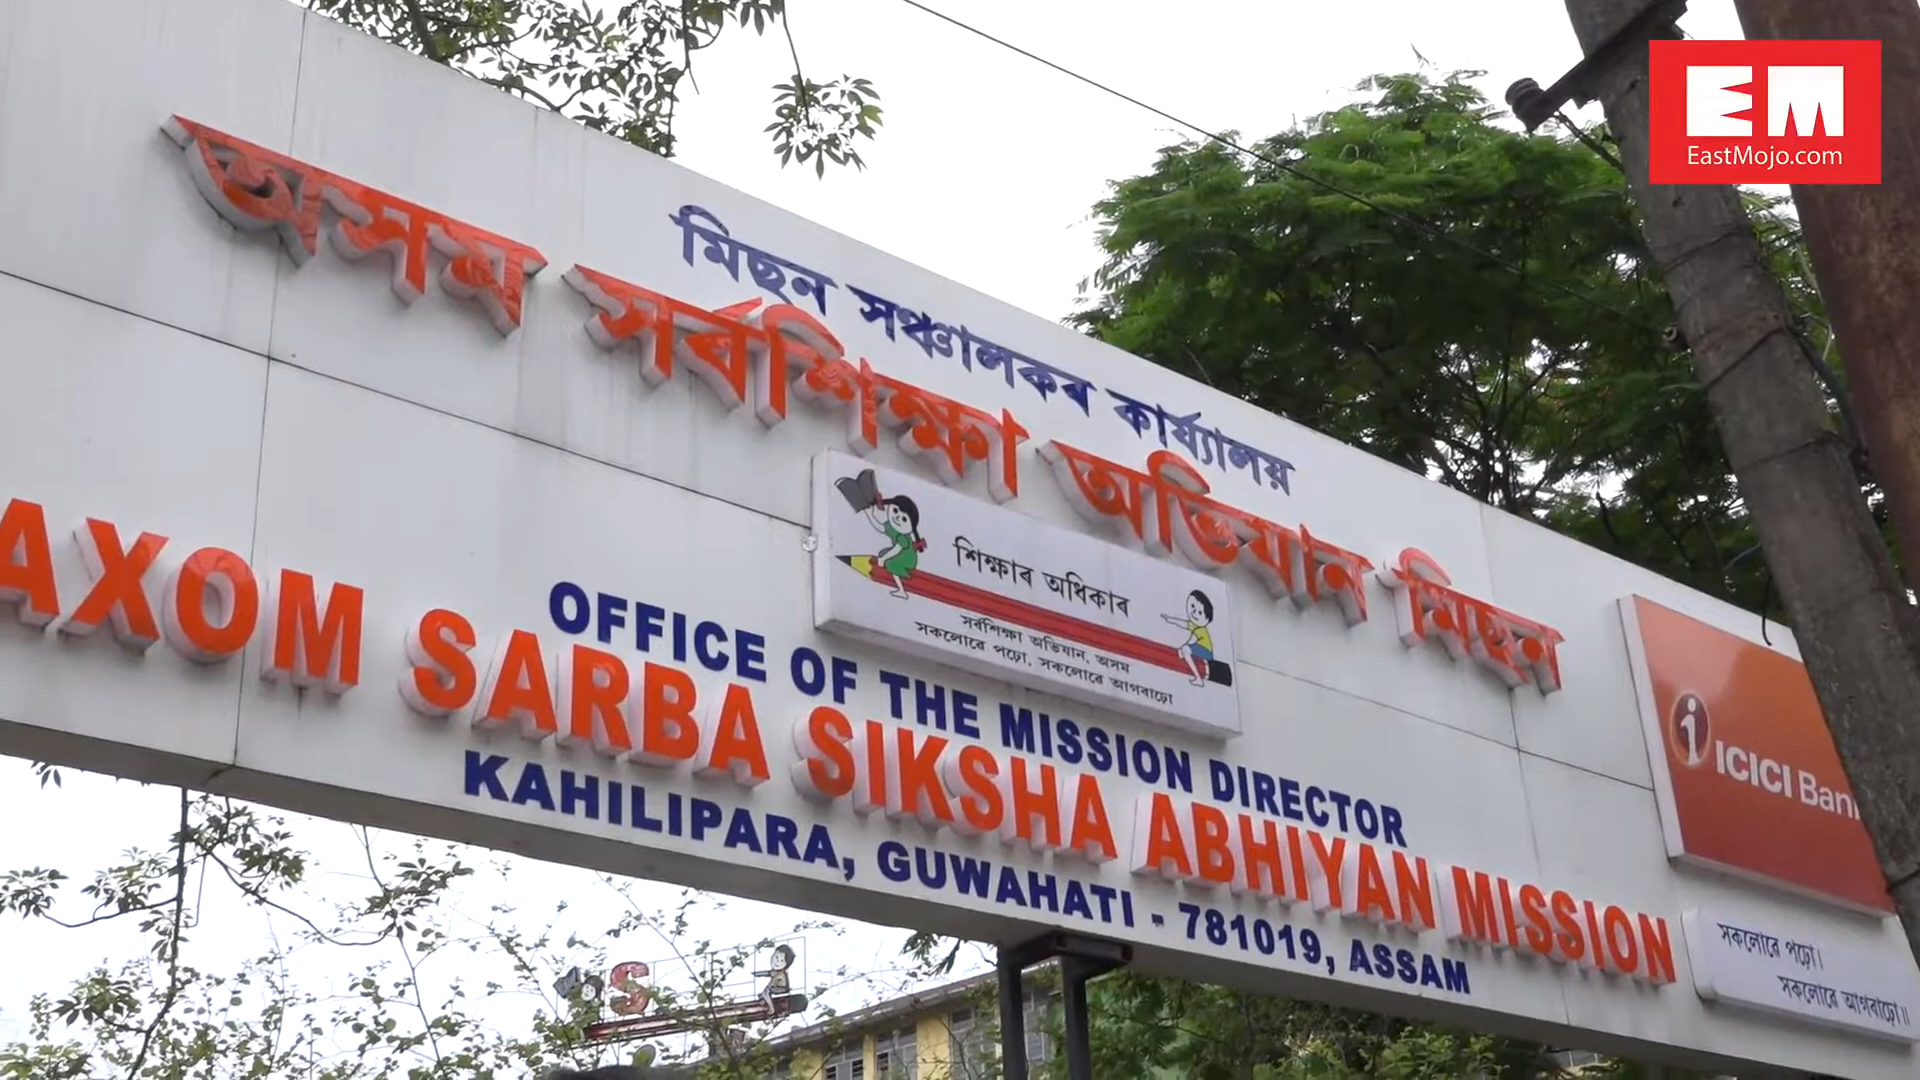 EM
EastMojo.com
মিছন সঞ্চালকৰ কাৰ্য্যালয়
অসম সৰ্বশিক্ষা অভিযান মিছন
শিক্ষাৰ অধিকাৰ
সৰ্বশিক্ষা অভিযান, অসম
সকলোৱে পঢ়ো, সকলোৱে আগবাঢ়ো
OFFICE OF THE MISSION DIRECTOR
AXOM SARBA SIKSHA ABHIYAN MISSION
KAHILIPARA, GUWAHATI - 781019, ASSAM
ICICI Bank
সকলোৱে পঢ়ো।
সকলোৱে আগবাঢ়ো॥
S